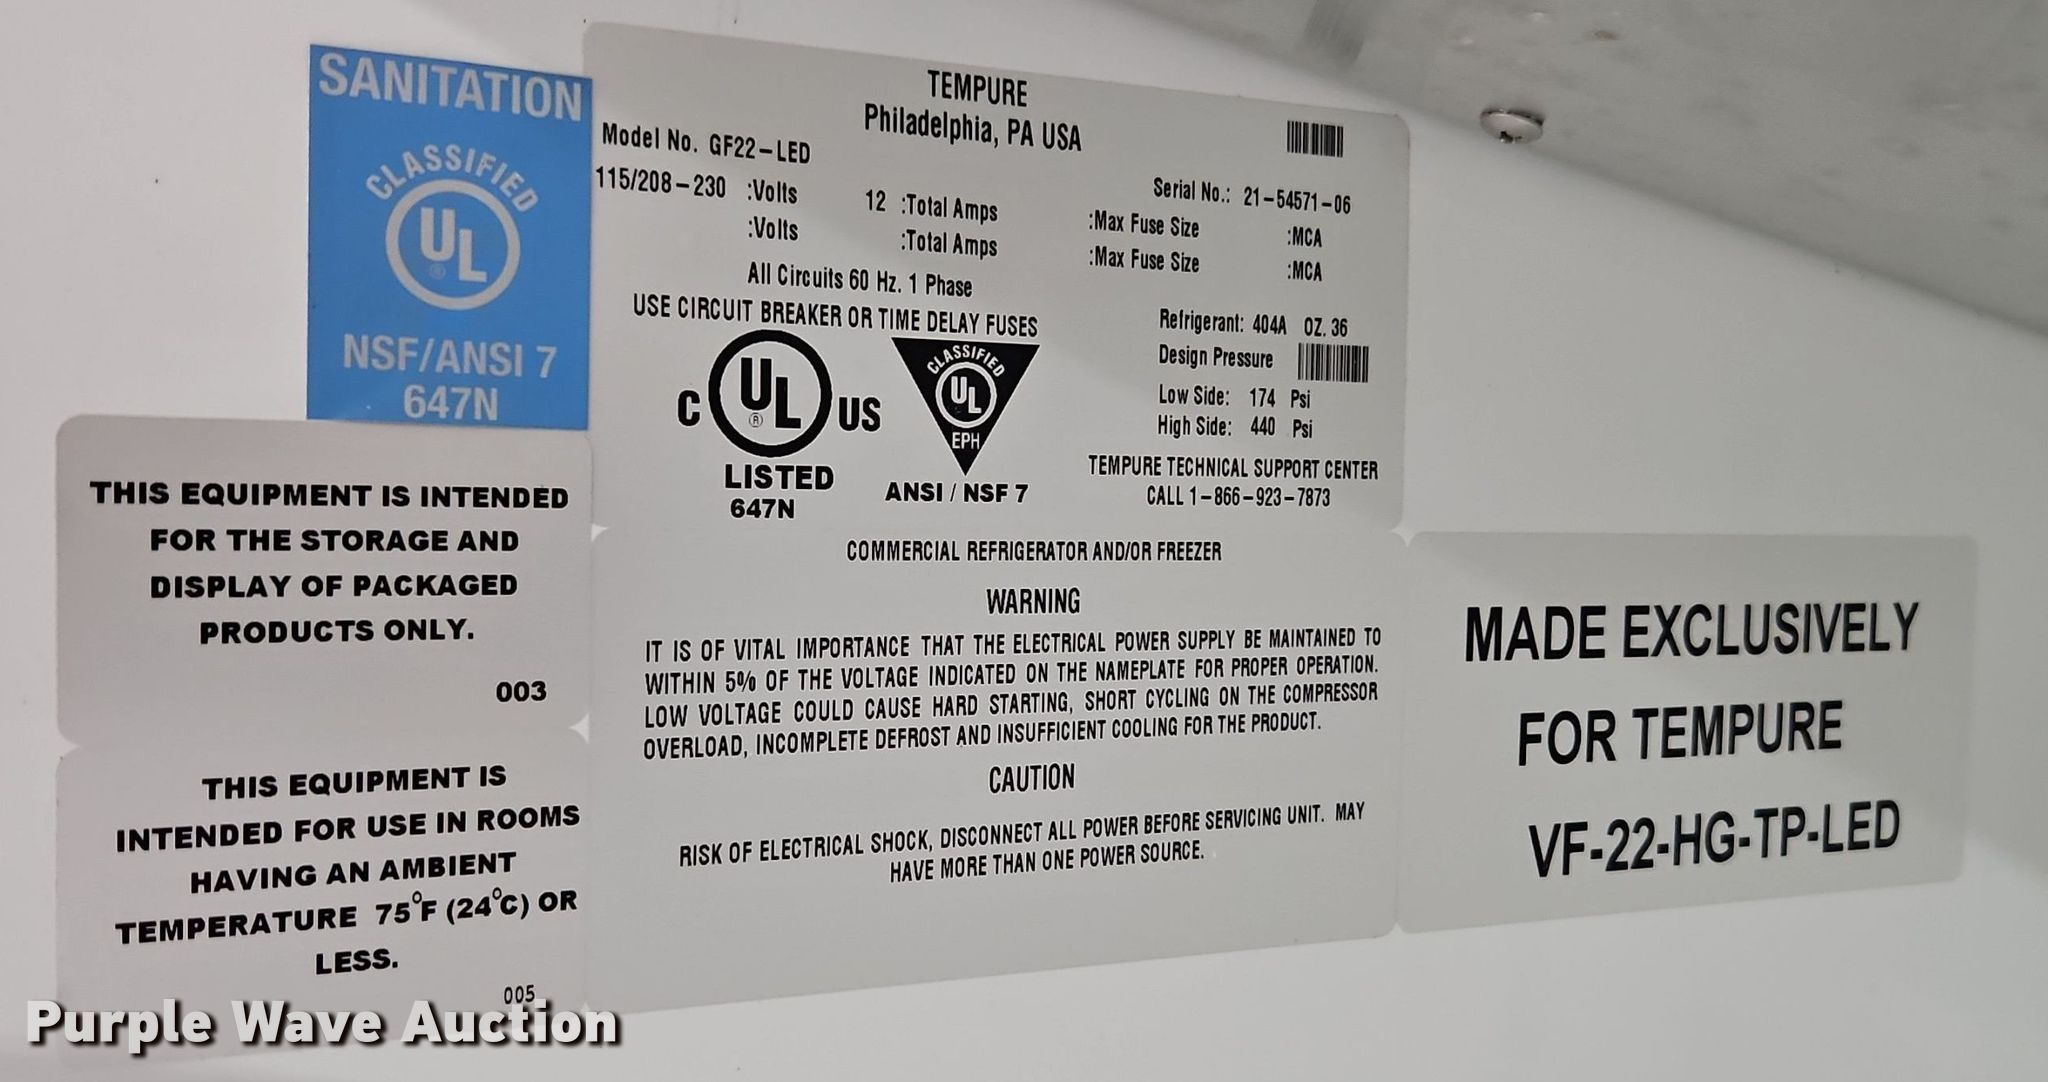 SANITATION
CLASSIFIED
UL
®
NSF/ANSI 7
647N
THIS EQUIPMENT IS INTENDED
FOR THE STORAGE AND
DISPLAY OF PACKAGED
PRODUCTS ONLY.
003
THIS EQUIPMENT IS
INTENDED FOR USE IN ROOMS
HAVING AN AMBIENT
TEMPERATURE 75°F (24°C) OR
LESS.
005
TEMPURE
Philadelphia, PA USA
Model No. GF22-LED
Serial No.: 21-54571-06
115/208-230 :Volts 12 :Total Amps :Max Fuse Size :MCA
:Volts :Total Amps :Max Fuse Size :MCA
All Circuits 60 Hz. 1 Phase
USE CIRCUIT BREAKER OR TIME DELAY FUSES
C UL ® US
LISTED
647N
CLASSIFIED
UL
EPH
ANSI / NSF 7
Refrigerant: 404A OZ. 36
Design Pressure
Low Side: 174 Psi
High Side: 440 Psi
TEMPURE TECHNICAL SUPPORT CENTER
CALL 1-866-923-7873
COMMERCIAL REFRIGERATOR AND/OR FREEZER
WARNING
IT IS OF VITAL IMPORTANCE THAT THE ELECTRICAL POWER SUPPLY BE MAINTAINED TO
WITHIN 5% OF THE VOLTAGE INDICATED ON THE NAMEPLATE FOR PROPER OPERATION.
LOW VOLTAGE COULD CAUSE HARD STARTING, SHORT CYCLING ON THE COMPRESSOR
OVERLOAD, INCOMPLETE DEFROST AND INSUFFICIENT COOLING FOR THE PRODUCT.
CAUTION
RISK OF ELECTRICAL SHOCK, DISCONNECT ALL POWER BEFORE SERVICING UNIT. MAY
HAVE MORE THAN ONE POWER SOURCE.
MADE EXCLUSIVELY
FOR TEMPURE
VF-22-HG-TP-LED
Purple Wave Auction